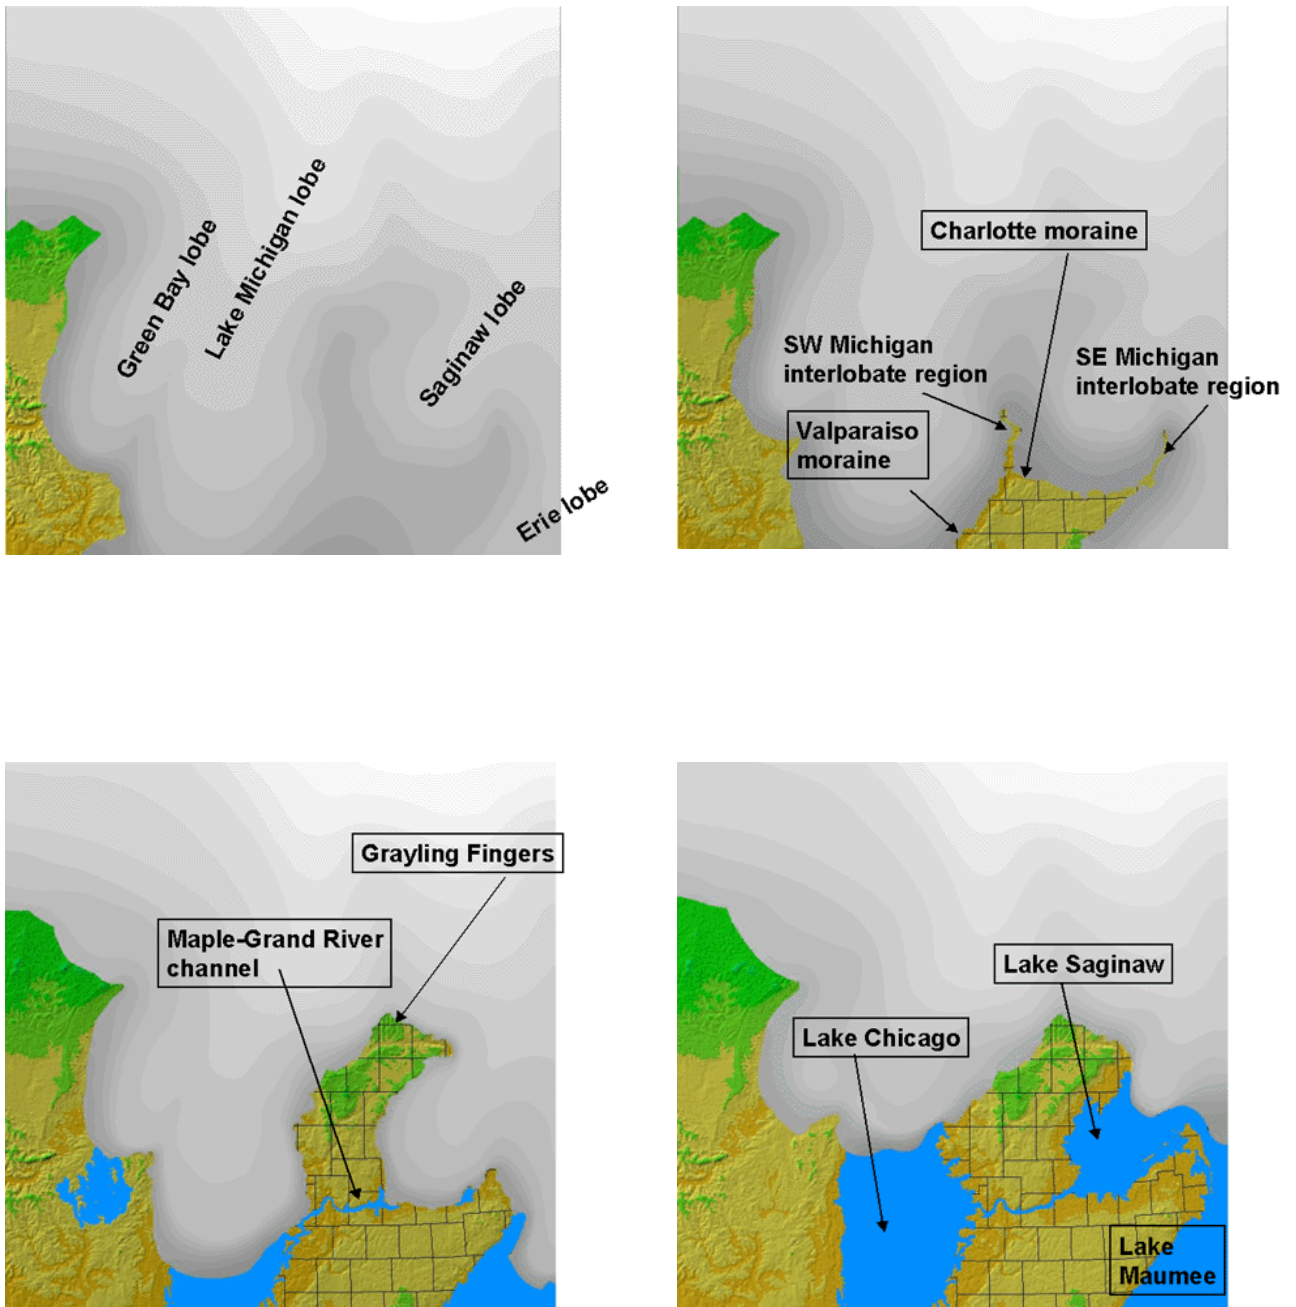 Green Bay lobe
Lake Michigan lobe
Saginaw lobe
Erie lobe
Charlotte moraine
SW Michigan
interlobate region
SE Michigan
interlobate region
Valparaiso
moraine
Grayling Fingers
Maple-Grand River
channel
Lake Saginaw
Lake Chicago
Lake
Maumee